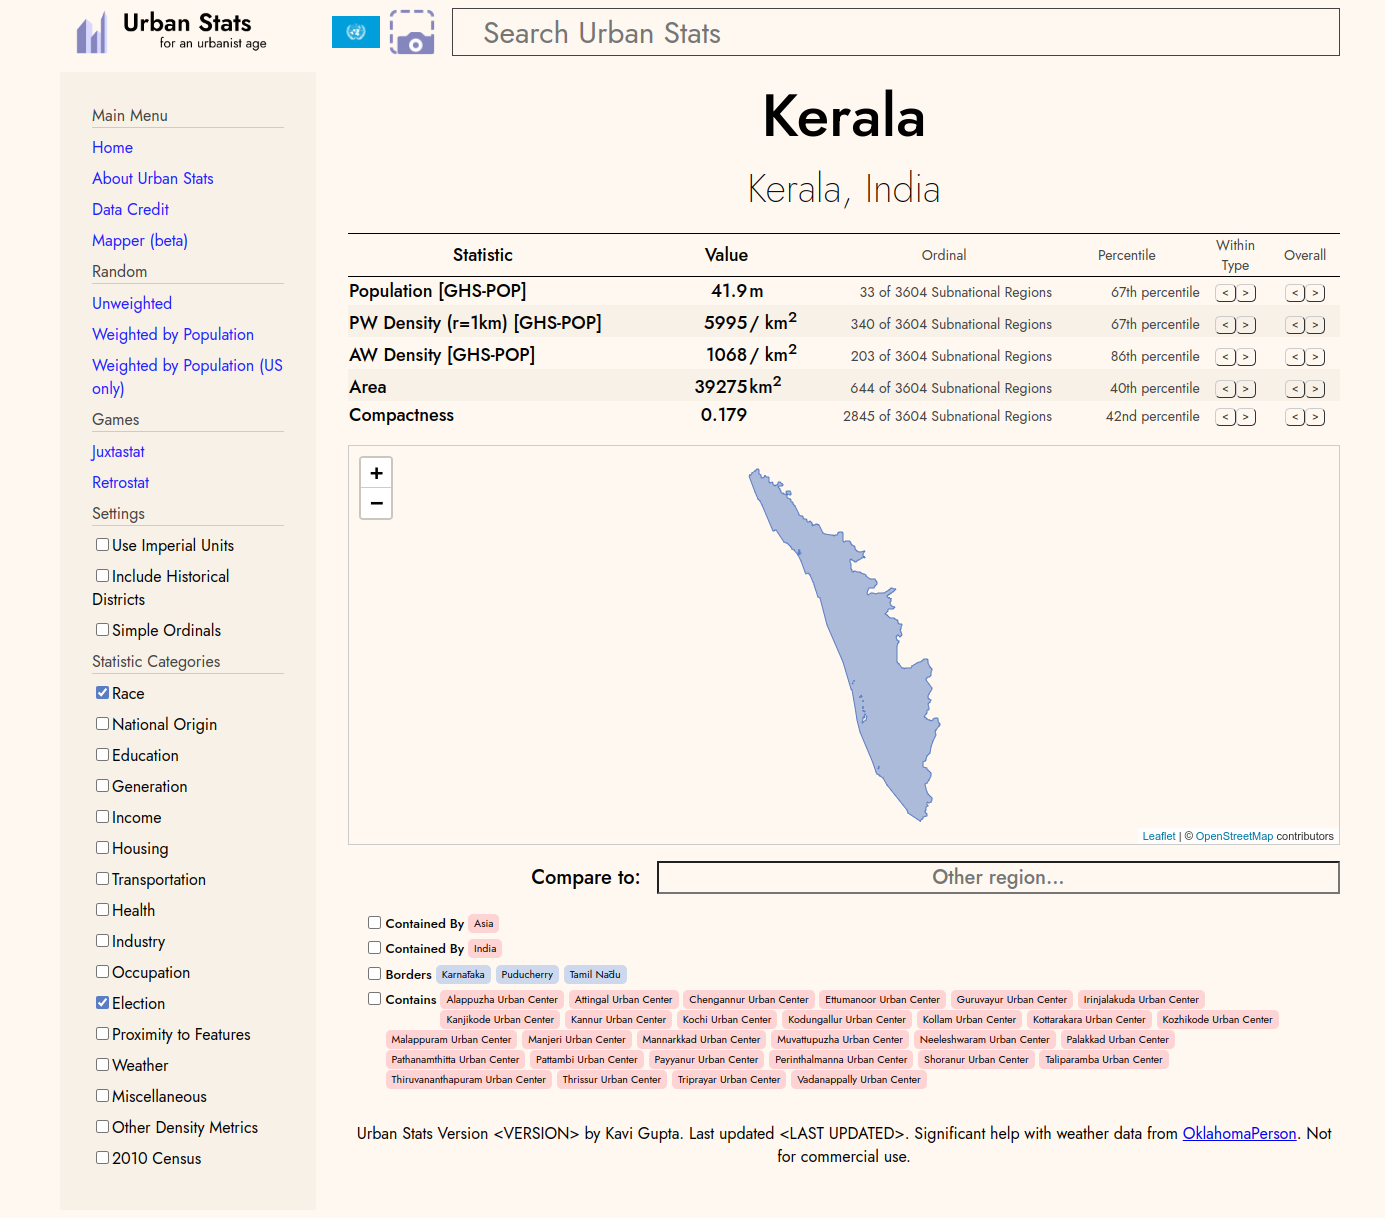 Urban Stats
for an urbanist age
Search Urban Stats
Main Menu
Home
About Urban Stats
Data Credit
Mapper (beta)
Random
Unweighted
Weighted by Population
Weighted by Population (US
only)
Games
Juxtastat
Retrostat
Settings
Use Imperial Units
Include Historical
Districts
Simple Ordinals
Statistic Categories
Race
National Origin
Education
Generation
Income
Housing
Transportation
Health
Industry
Occupation
Election
Proximity to Features
Weather
Miscellaneous
Other Density Metrics
2010 Census
Kerala
Kerala, India
Statistic Value Ordinal Percentile Within Type Overall
Population [GHS-POP] 41.9 m 33 of 3604 Subnational Regions 67th percentile < > < >
PW Density (r=1km) [GHS-POP] 5995 / km² 340 of 3604 Subnational Regions 67th percentile < > < >
AW Density [GHS-POP] 1068 / km² 203 of 3604 Subnational Regions 86th percentile < > < >
Area 39275 km² 644 of 3604 Subnational Regions 40th percentile < > < >
Compactness 0.179 2845 of 3604 Subnational Regions 42nd percentile < > < >
+
−
Leaflet | © OpenStreetMap contributors
Compare to: Other region...
Contained By Asia
Contained By India
Borders Karnātaka Puducherry Tamil Nādu
Contains Alappuzha Urban Center Attingal Urban Center Chengannur Urban Center Ettumanoor Urban Center Guruvayur Urban Center Irinjalakuda Urban Center
Kanjikode Urban Center Kannur Urban Center Kochi Urban Center Kodungallur Urban Center Kollam Urban Center Kottarakara Urban Center Kozhikode Urban Center
Malappuram Urban Center Manjeri Urban Center Mannarkkad Urban Center Muvattupuzha Urban Center Neeleshwaram Urban Center Palakkad Urban Center
Pathanamthitta Urban Center Pattambi Urban Center Payyanur Urban Center Perinthalmanna Urban Center Shoranur Urban Center Taliparamba Urban Center
Thiruvananthapuram Urban Center Thrissur Urban Center Triprayar Urban Center Vadanappally Urban Center
Urban Stats Version <VERSION> by Kavi Gupta. Last updated <LAST UPDATED>. Significant help with weather data from OklahomaPerson. Not
for commercial use.